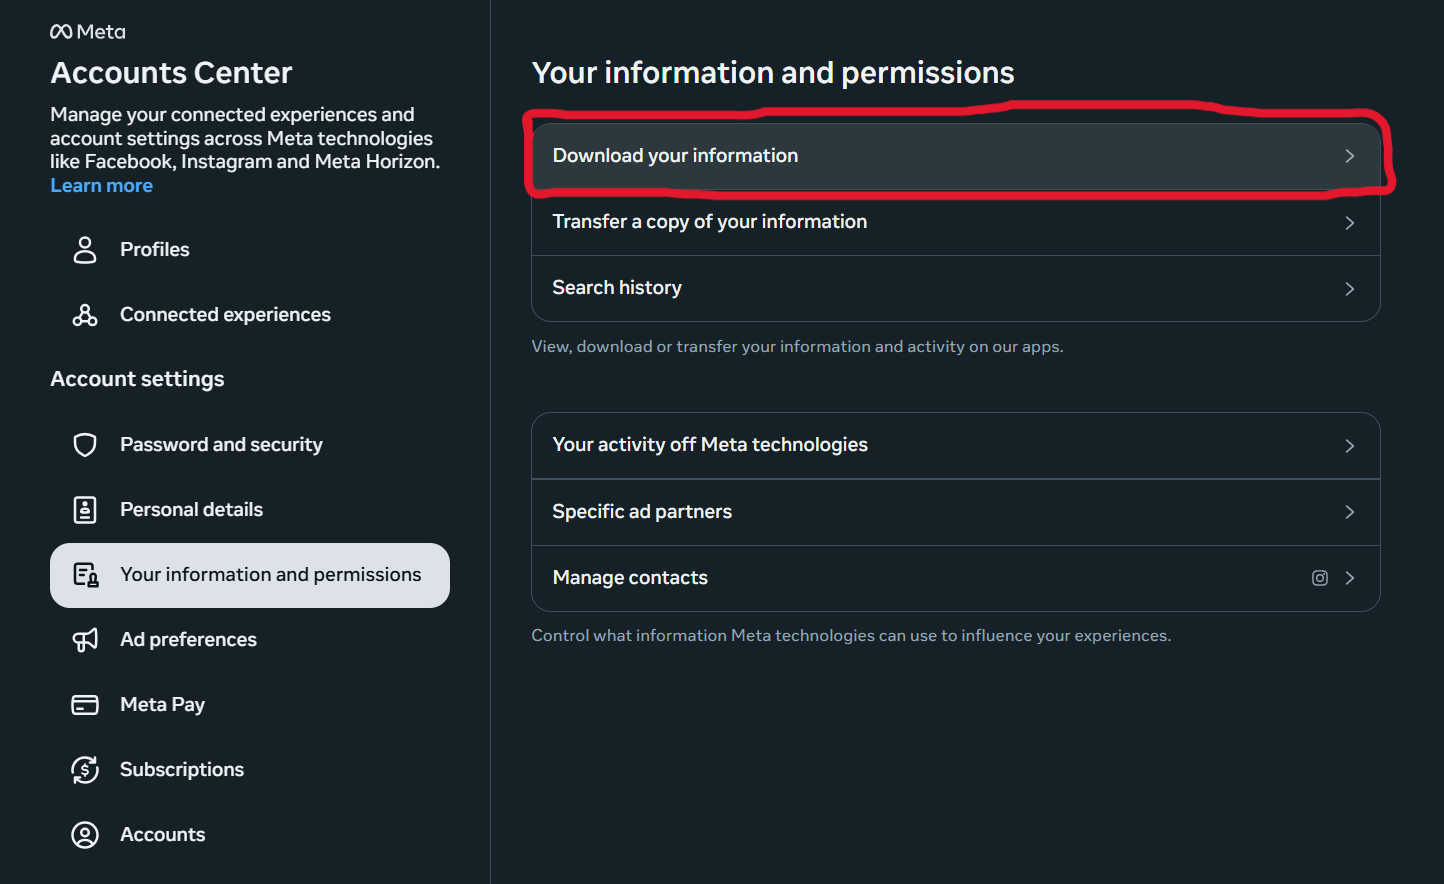 Meta
Accounts Center
Manage your connected experiences and
account settings across Meta technologies
like Facebook, Instagram and Meta Horizon.
Learn more
Profiles
Connected experiences
Account settings
Password and security
Personal details
Your information and permissions
Ad preferences
Meta Pay
Subscriptions
Accounts
Your information and permissions
Download your information
Transfer a copy of your information
Search history
View, download or transfer your information and activity on our apps.
Your activity off Meta technologies
Specific ad partners
Manage contacts
Control what information Meta technologies can use to influence your experiences.